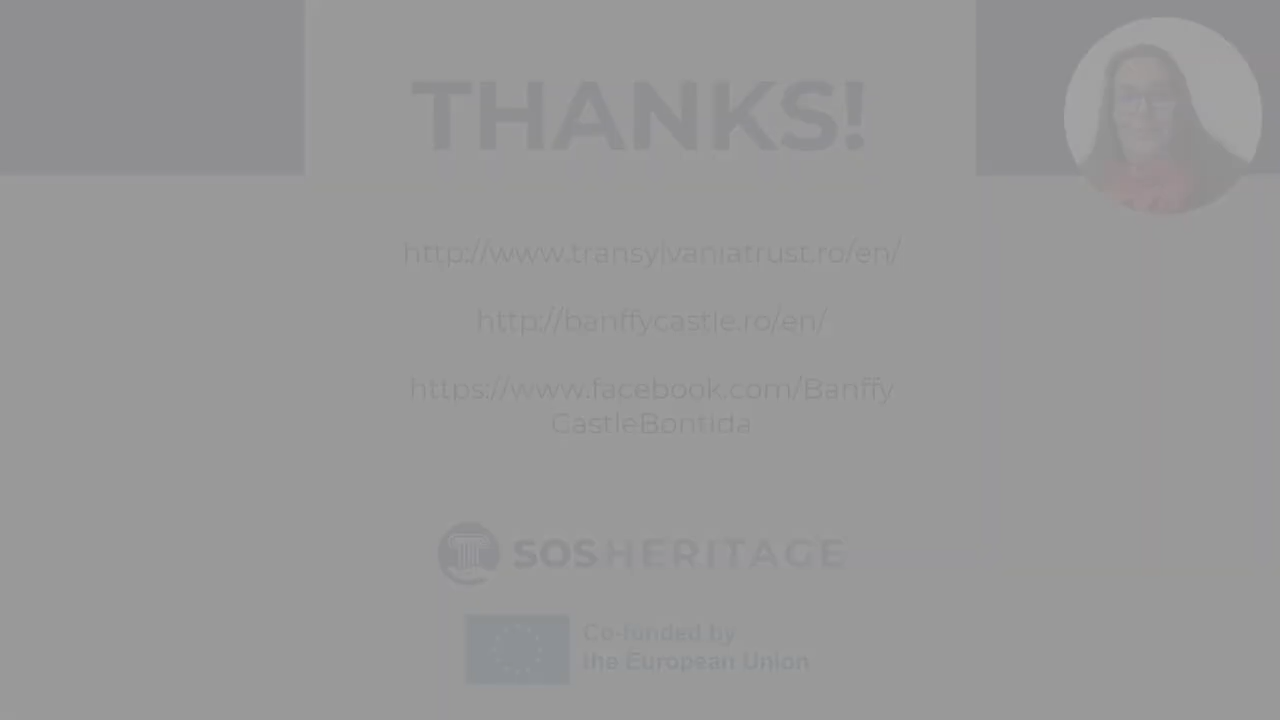 THANKS!
http://www.transylvaniatrust.ro/en/
http://banffycastle.ro/en/
https://www.facebook.com/Banffy
CastleBontida
SOSHERITAGE
Co-funded by
the European Union